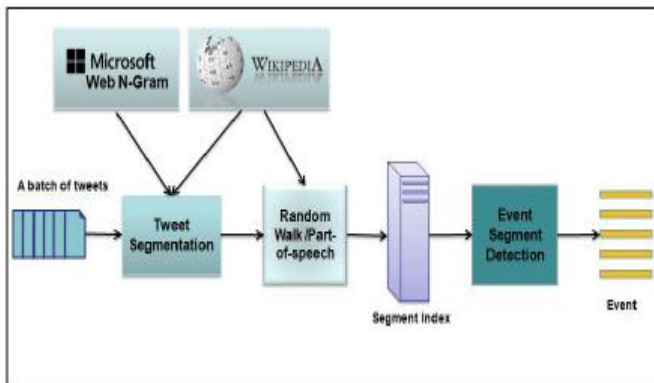 Microsoft
Web N-Gram
WIKIPEDIA
A batch of tweets
Tweet
Segmentation
Random
Walk /Part-
of-speech
Segment Index
Event
Segment
Detection
Event